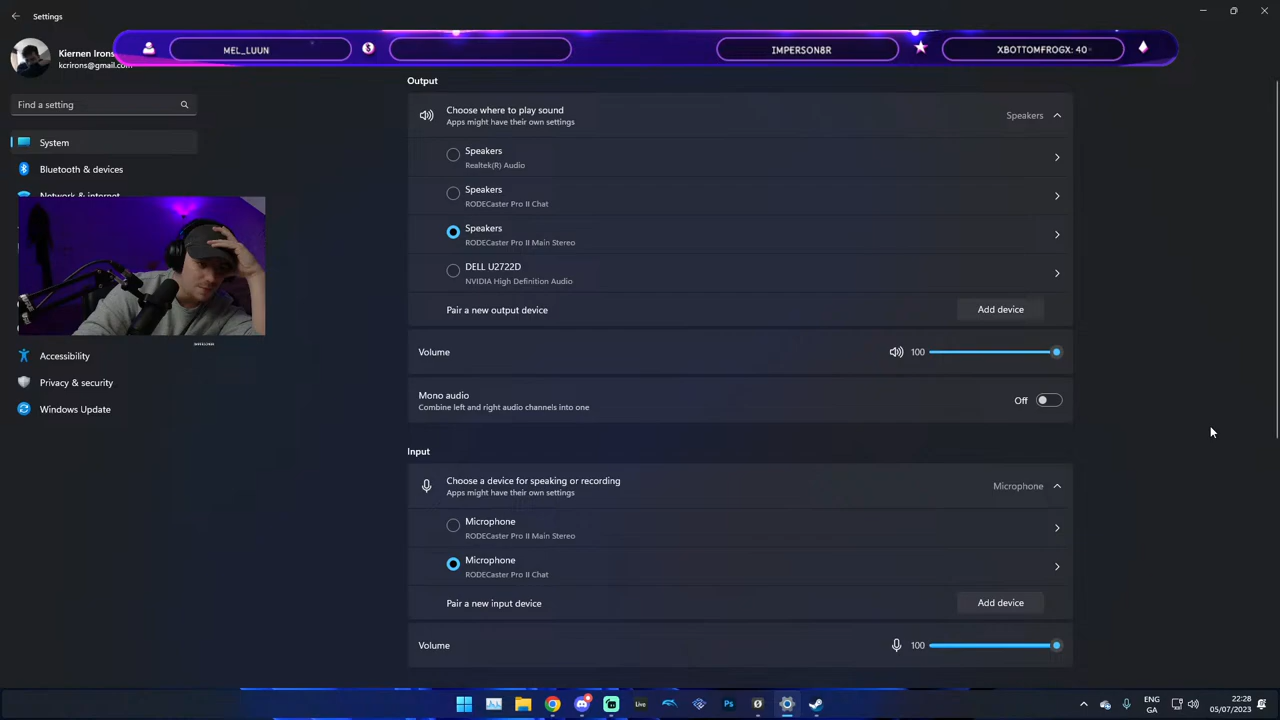 Settings
Kiernen Irons
kcrirons@gmail.com
MEL_LUUN
IMPERSON8R
XBOTTOMFROGX: 40
Find a setting
System
Bluetooth & devices
Network & internet
Accessibility
Privacy & security
Windows Update
Output
Choose where to play sound
Apps might have their own settings
Speakers
Speakers
Realtek(R) Audio
Speakers
RODECaster Pro II Chat
Speakers
RODECaster Pro II Main Stereo
DELL U2722D
NVIDIA High Definition Audio
Pair a new output device
Add device
Volume
100
Mono audio
Combine left and right audio channels into one
Off
Input
Choose a device for speaking or recording
Apps might have their own settings
Microphone
Microphone
RODECaster Pro II Main Stereo
Microphone
RODECaster Pro II Chat
Pair a new input device
Add device
Volume
100
Live
Ps
ENG
GA
22:28
05/07/2023